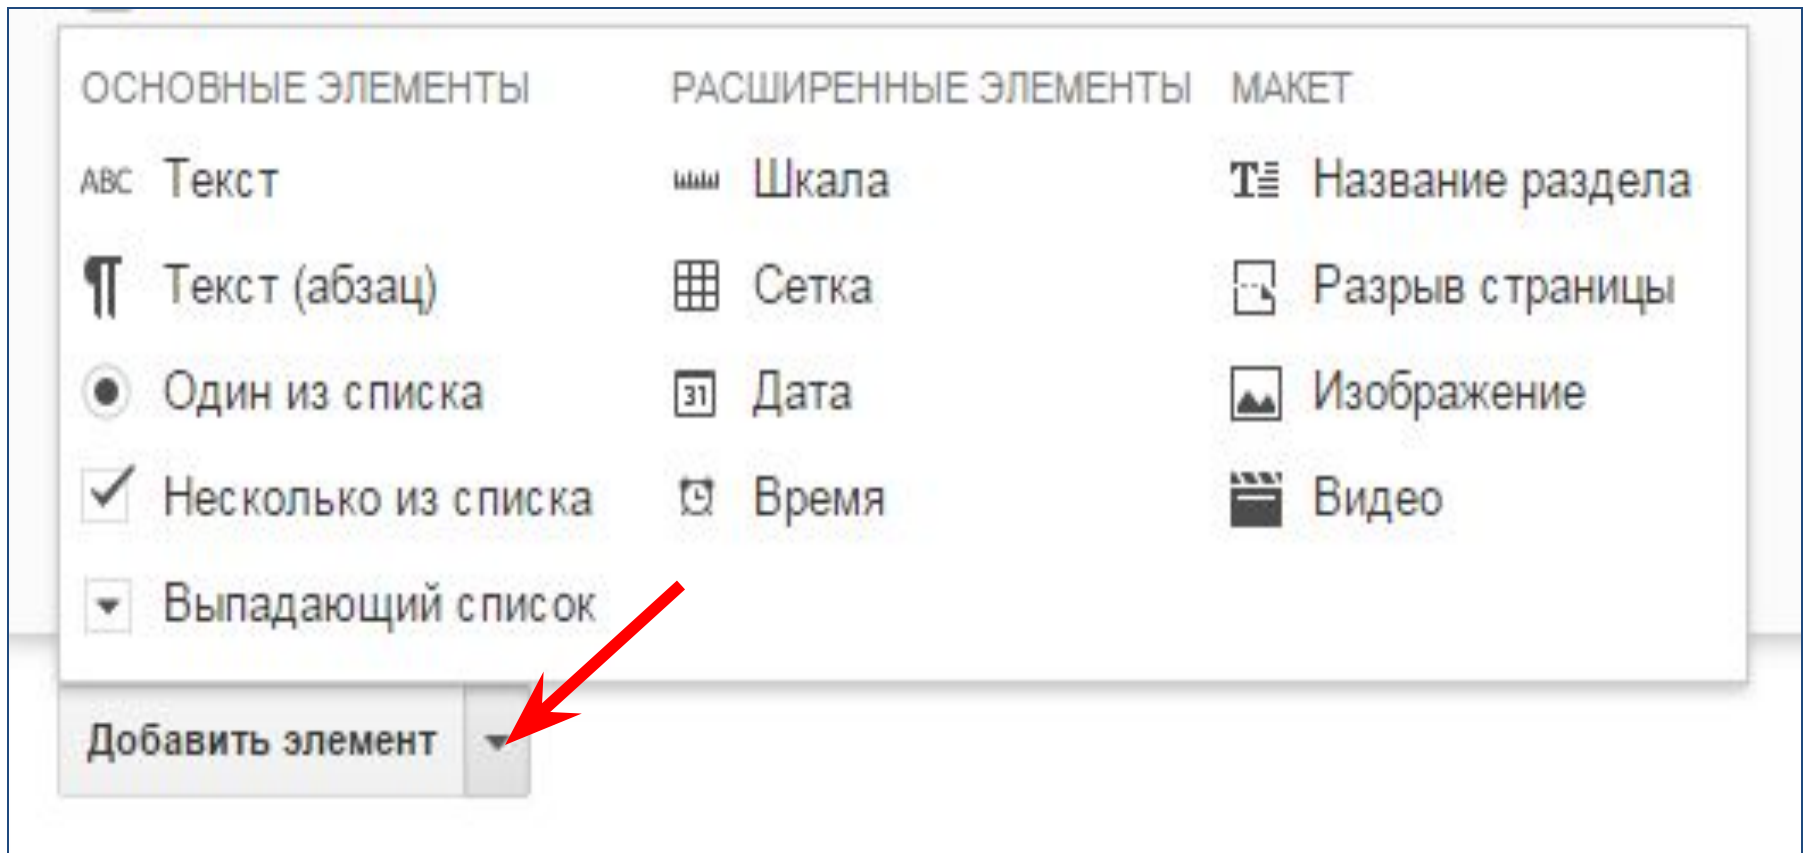 ОСНОВНЫЕ ЭЛЕМЕНТЫ
ABC Текст
¶ Текст (абзац)
Один из списка
Несколько из списка
Выпадающий список
РАСШИРЕННЫЕ ЭЛЕМЕНТЫ
Шкала
Сетка
31 Дата
Время
МАКЕТ
T Название раздела
Разрыв страницы
Изображение
Видео
Добавить элемент